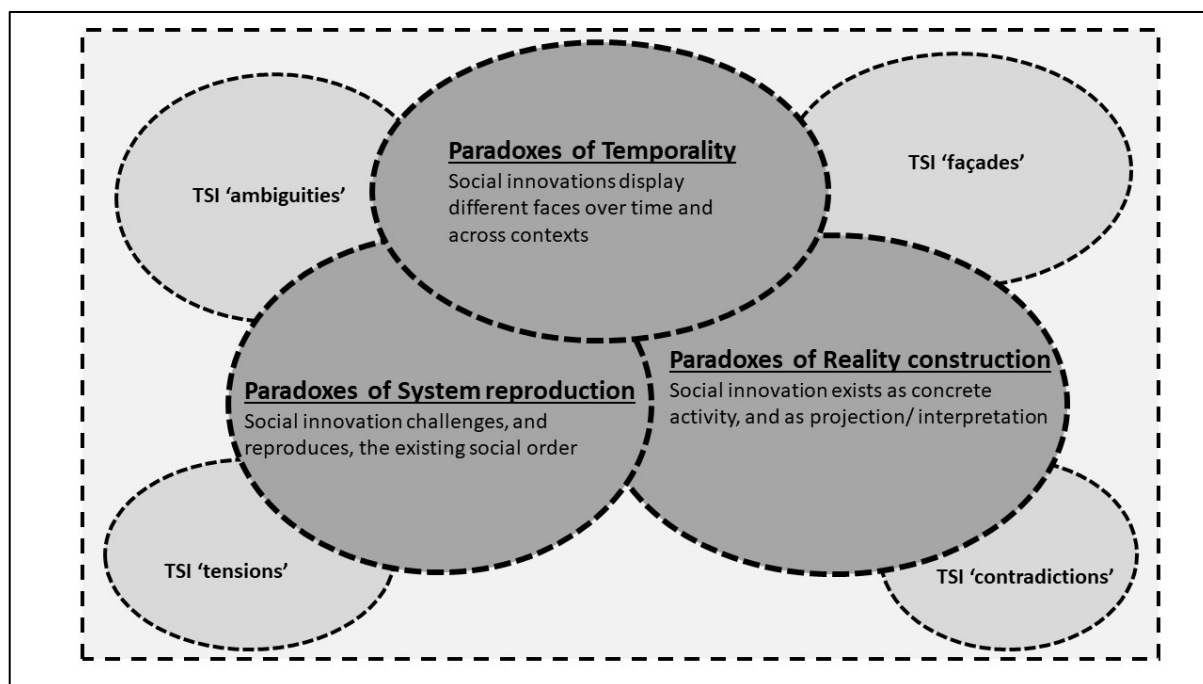 Paradoxes of Temporality
Social innovations display
different faces over time and
across contexts
TSI ‘ambiguities’
TSI ‘façades’
Paradoxes of System reproduction
Social innovation challenges, and
reproduces, the existing social order
Paradoxes of Reality construction
Social innovation exists as concrete
activity, and as projection/ interpretation
TSI ‘tensions’
TSI ‘contradictions’